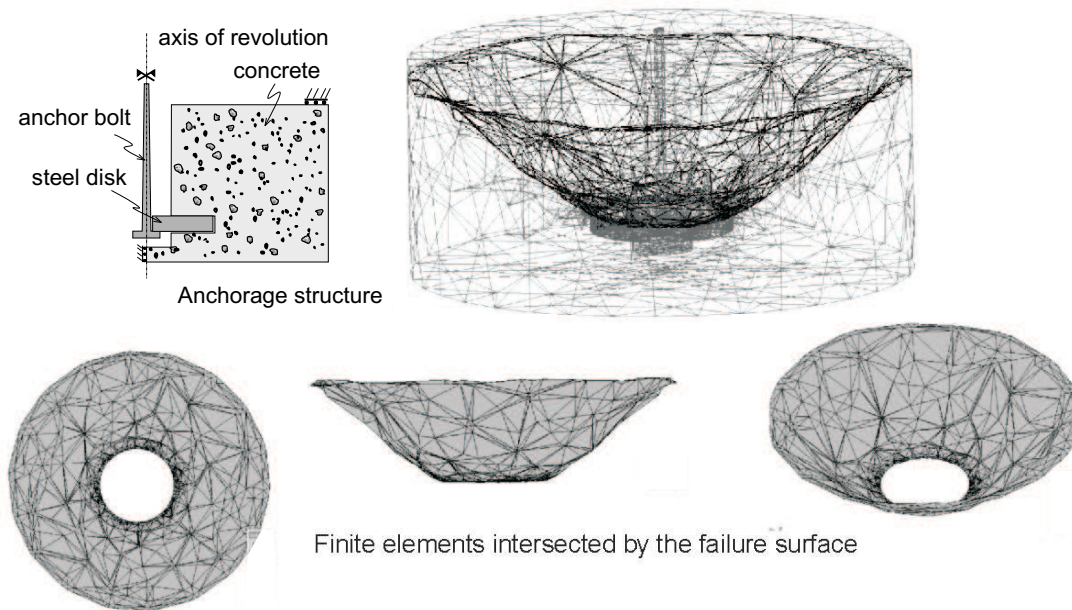 axis of revolution
concrete
anchor bolt
steel disk
Anchorage structure
Finite elements intersected by the failure surface